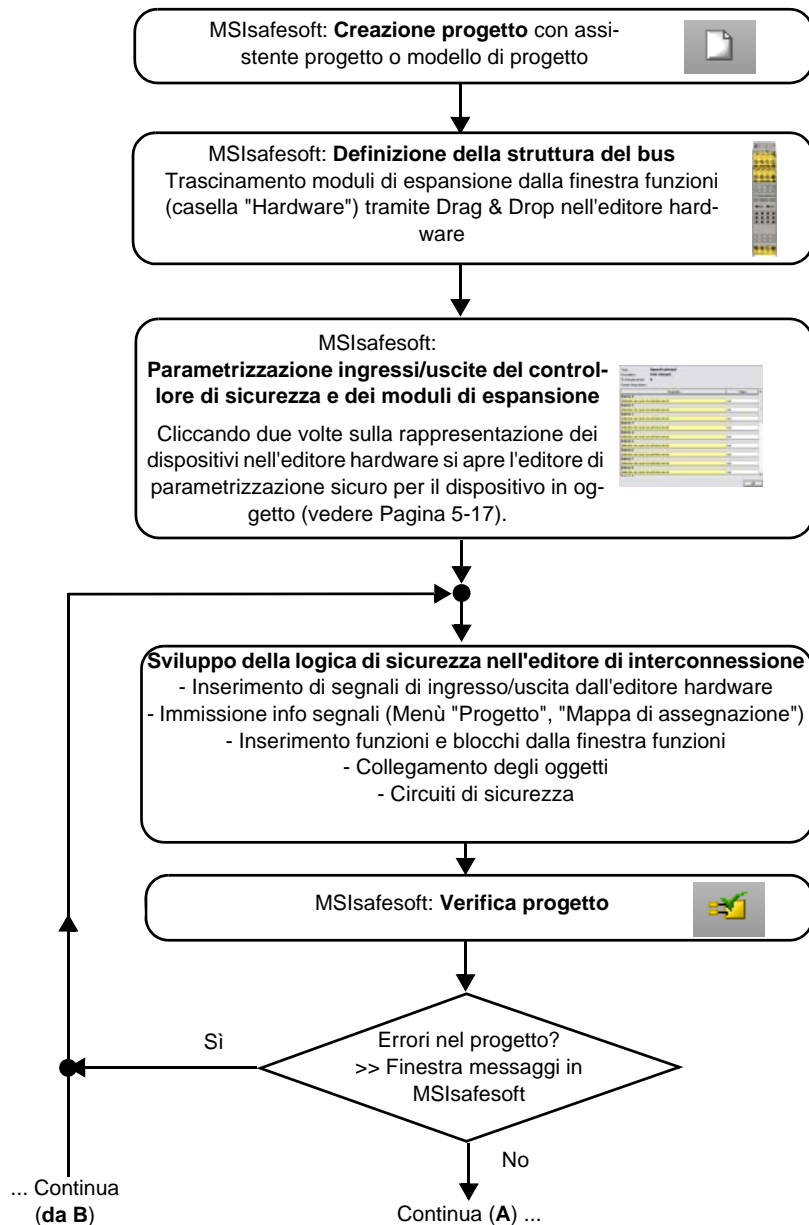 MSIsafesoft: Creazione progetto con assi-
stente progetto o modello di progetto
MSIsafesoft: Definizione della struttura del bus
Trascinamento moduli di espansione dalla finestra funzioni
(casella "Hardware") tramite Drag & Drop nell'editore hard-
ware
MSIsafesoft:
Parametrizzazione ingressi/uscite del control-
lore di sicurezza e dei moduli di espansione
Cliccando due volte sulla rappresentazione dei
dispositivi nell'editore hardware si apre l'editore di
parametrizzazione sicuro per il dispositivo in og-
getto (vedere Pagina 5-17).
Sviluppo della logica di sicurezza nell'editore di interconnessione
- Inserimento di segnali di ingresso/uscita dall'editore hardware
- Immissione info segnali (Menù "Progetto", "Mappa di assegnazione")
- Inserimento funzioni e blocchi dalla finestra funzioni
- Collegamento degli oggetti
- Circuiti di sicurezza
MSIsafesoft: Verifica progetto
Sì
Errori nel progetto?
>> Finestra messaggi in
MSIsafesoft
No
... Continua
(da B)
Continua (A) ...